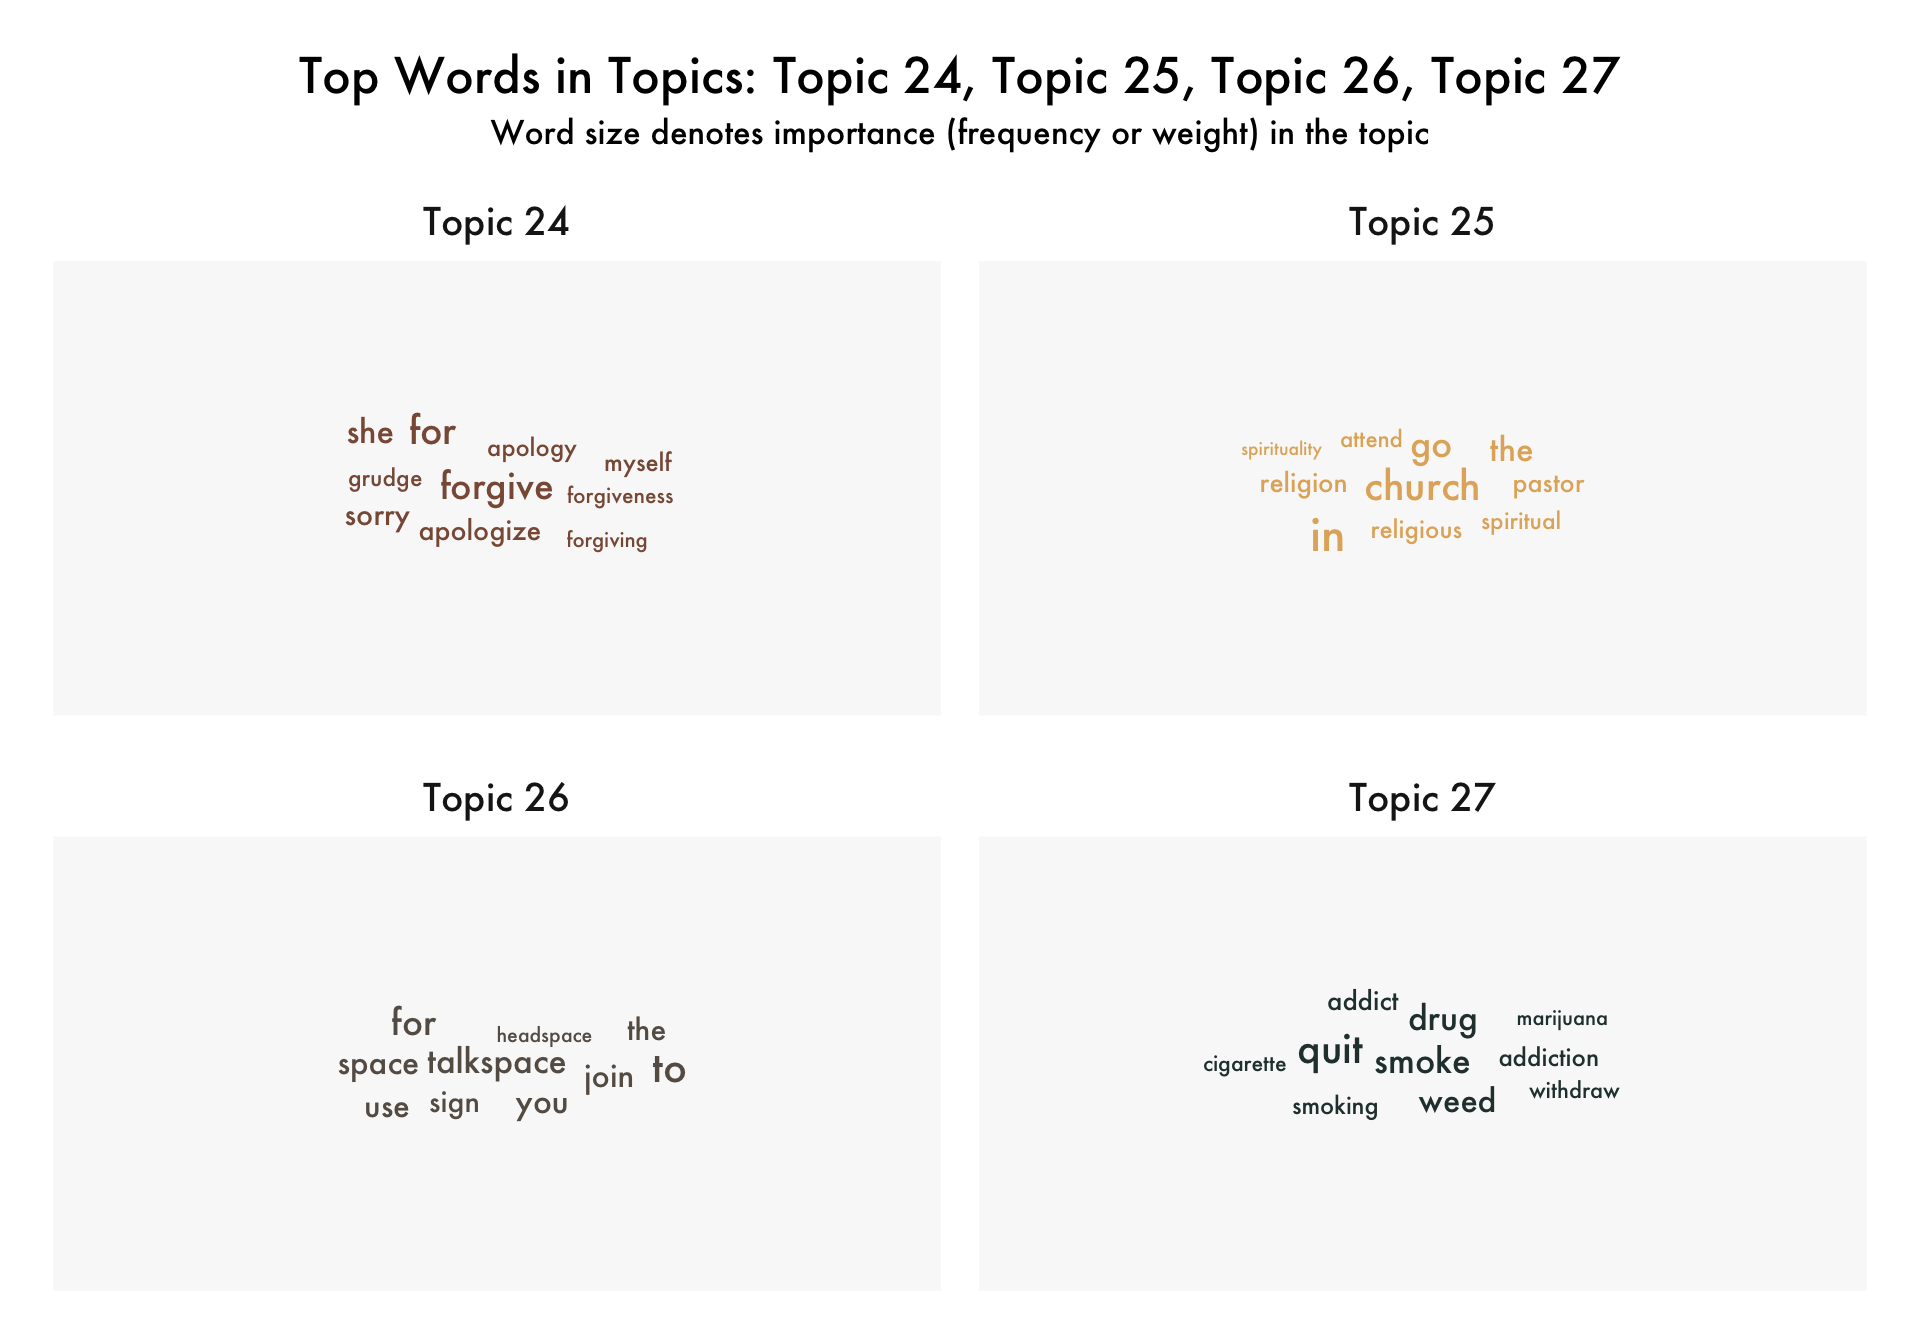 Top Words in Topics: Topic 24, Topic 25, Topic 26, Topic 27
Word size denotes importance (frequency or weight) in the topic
Topic 24
she for
apology
myself
grudge
forgive
forgiveness
sorry
apologize
forgiving
Topic 25
spirituality
attend
go
the
religion
church
pastor
in
religious
spiritual
Topic 26
for
headspace
the
space talkspace
join
to
use
sign
you
Topic 27
addict
drug
marijuana
cigarette
quit
smoke
addiction
withdraw
smoking
weed